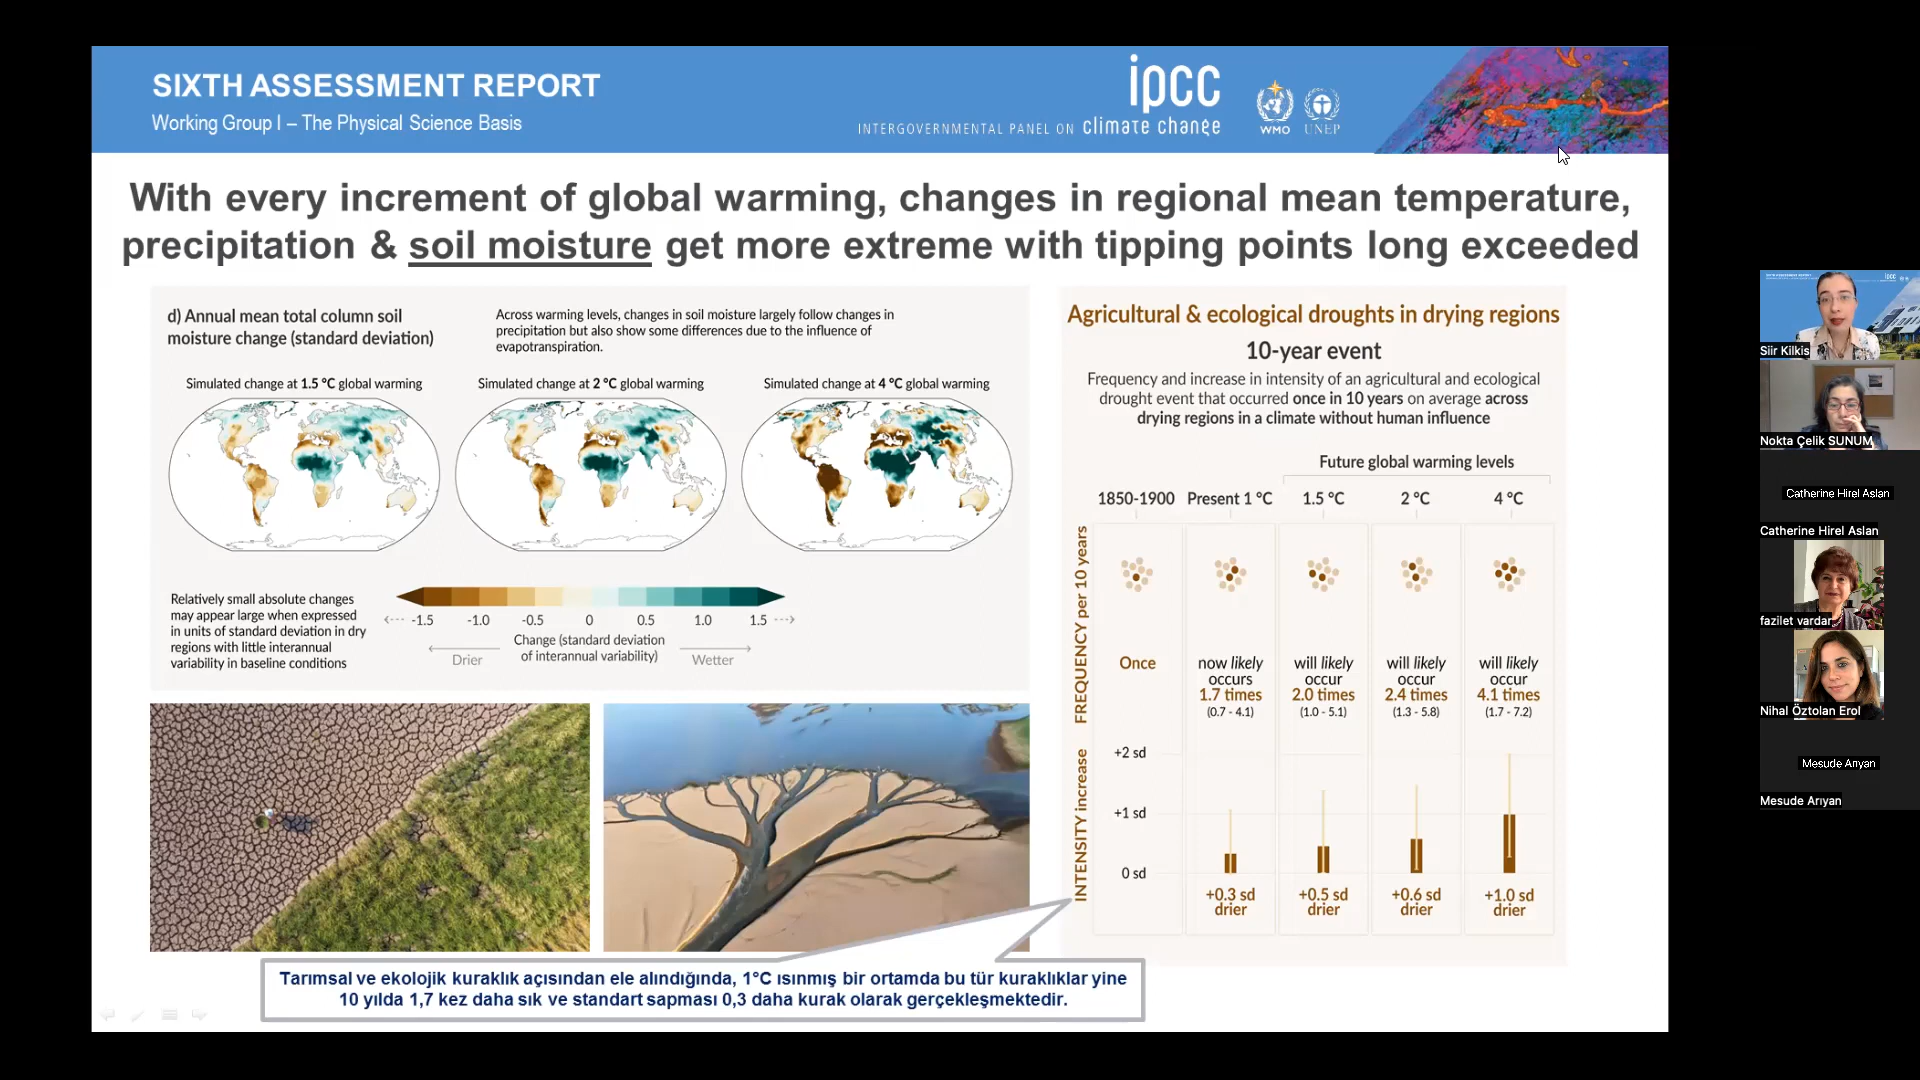 SIXTH ASSESSMENT REPORT
Working Group I – The Physical Science Basis
ipcc
INTERGOVERNMENTAL PANEL ON climate change
WMO
UNEP
With every increment of global warming, changes in regional mean temperature,
precipitation & soil moisture get more extreme with tipping points long exceeded
d) Annual mean total column soil
moisture change (standard deviation)
Across warming levels, changes in soil moisture largely follow changes in
precipitation but also show some differences due to the influence of
evapotranspiration.
Simulated change at 1.5 °C global warming
Simulated change at 2 °C global warming
Simulated change at 4 °C global warming
Relatively small absolute changes
may appear large when expressed
in units of standard deviation in dry
regions with little interannual
variability in baseline conditions
-1.5 -1.0 -0.5 0 0.5 1.0 1.5
Change (standard deviation
of interannual variability)
Drier
Wetter
Agricultural & ecological droughts in drying regions
10-year event
Frequency and increase in intensity of an agricultural and ecological
drought event that occurred once in 10 years on average across
drying regions in a climate without human influence
Future global warming levels
1850-1900 Present 1 °C 1.5 °C 2 °C 4 °C
FREQUENCY per 10 years
Once
now likely
occurs
1.7 times
(0.7 - 4.1)
will likely
occur
2.0 times
(1.0 - 5.1)
will likely
occur
2.4 times
(1.3 - 5.8)
will likely
occur
4.1 times
(1.7 - 7.2)
INTENSITY increase
+2 sd
+1 sd
0 sd
+0.3 sd
drier
+0.5 sd
drier
+0.6 sd
drier
+1.0 sd
drier
Tarımsal ve ekolojik kuraklık açısından ele alındığında, 1°C ısınmış bir ortamda bu tür kuraklıklar yine
10 yılda 1,7 kez daha sık ve standart sapması 0,3 daha kurak olarak gerçekleşmektedir.
Siir Kilkis
Nokta Çelik SUNUM
Catherine Hirel Aslan
Catherine Hirel Aslan
fazilet vardar
Nihal Öztolan Erol
Mesude Arıyan
Mesude Arıyan